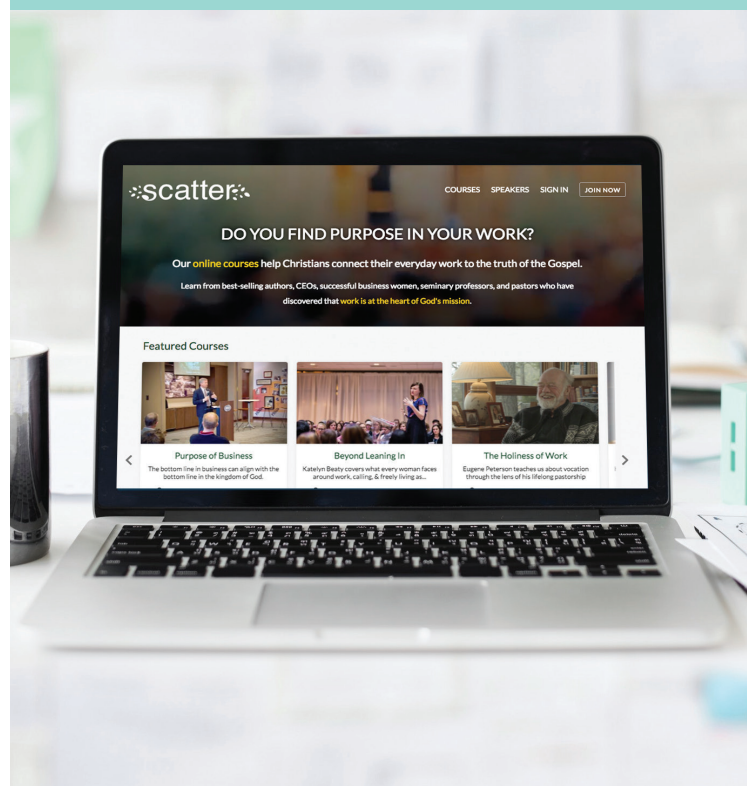 scatter
COURSES SPEAKERS SIGN IN JOIN NOW
DO YOU FIND PURPOSE IN YOUR WORK?
Our online courses help Christians connect their everyday work to the truth of the Gospel.
Learn from best-selling authors, CEOs, successful business women, seminary professors, and pastors who have
discovered that work is at the heart of God's mission.
Featured Courses
Purpose of Business
The bottom line in business can align with the
bottom line in the kingdom of God.
Beyond Leaning In
Katelyn Beaty covers what every woman faces
around work, calling, & freely living as...
The Holiness of Work
Eugene Peterson teaches us about vocation
through the lens of his lifelong pastorship